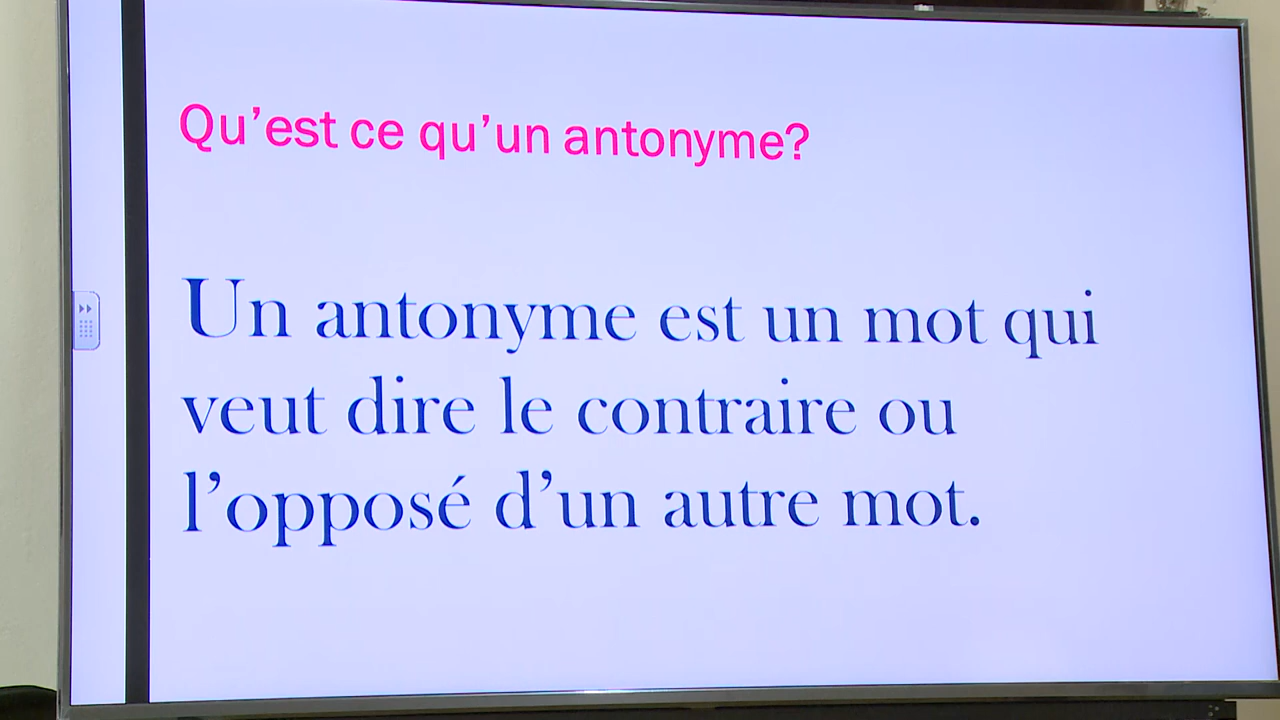 Qu’est ce qu’un antonyme?
Un antonyme est un mot qui
veut dire le contraire ou
l’opposé d’un autre mot.